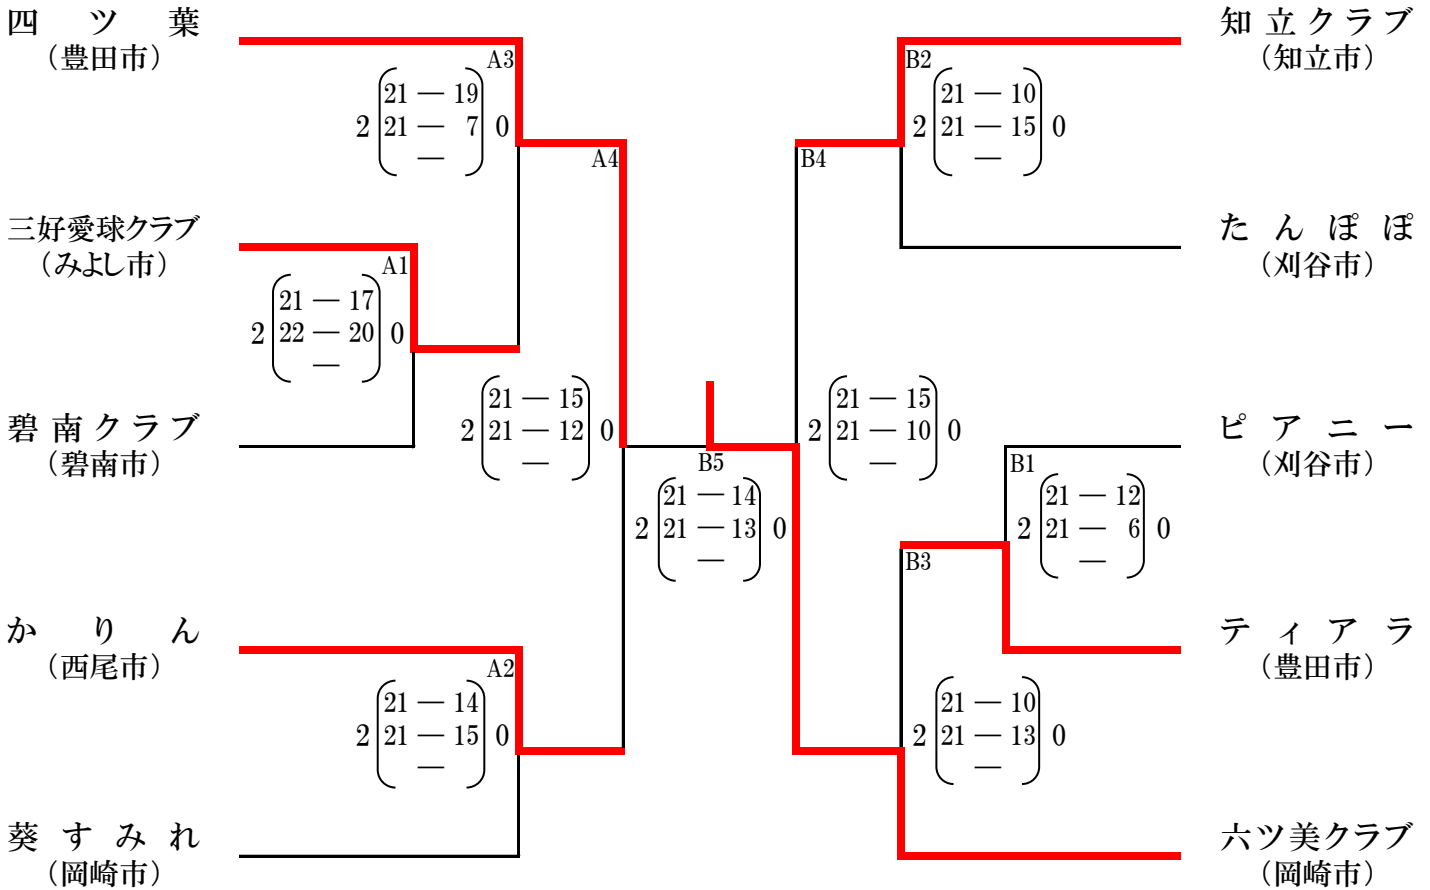 四ツ葉
（豊田市）
A3
21 — 19
2 21 — 7 0
—
A4
三好愛球クラブ
（みよし市）
A1
21 — 17
2 22 — 20 0
—
21 — 15
2 21 — 12 0
—
碧南クラブ
（碧南市）
かりん
（西尾市）
A2
21 — 14
2 21 — 15 0
—
葵すみれ
（岡崎市）
B5
21 — 14
2 21 — 13 0
—
知立クラブ
（知立市）
B2
21 — 10
2 21 — 15 0
—
B4
たんぽぽ
（刈谷市）
21 — 15
2 21 — 10 0
—
ピアニー
（刈谷市）
B1
21 — 12
2 21 — 6 0
—
B3
ティアラ
（豊田市）
21 — 10
2 21 — 13 0
—
六ツ美クラブ
（岡崎市）